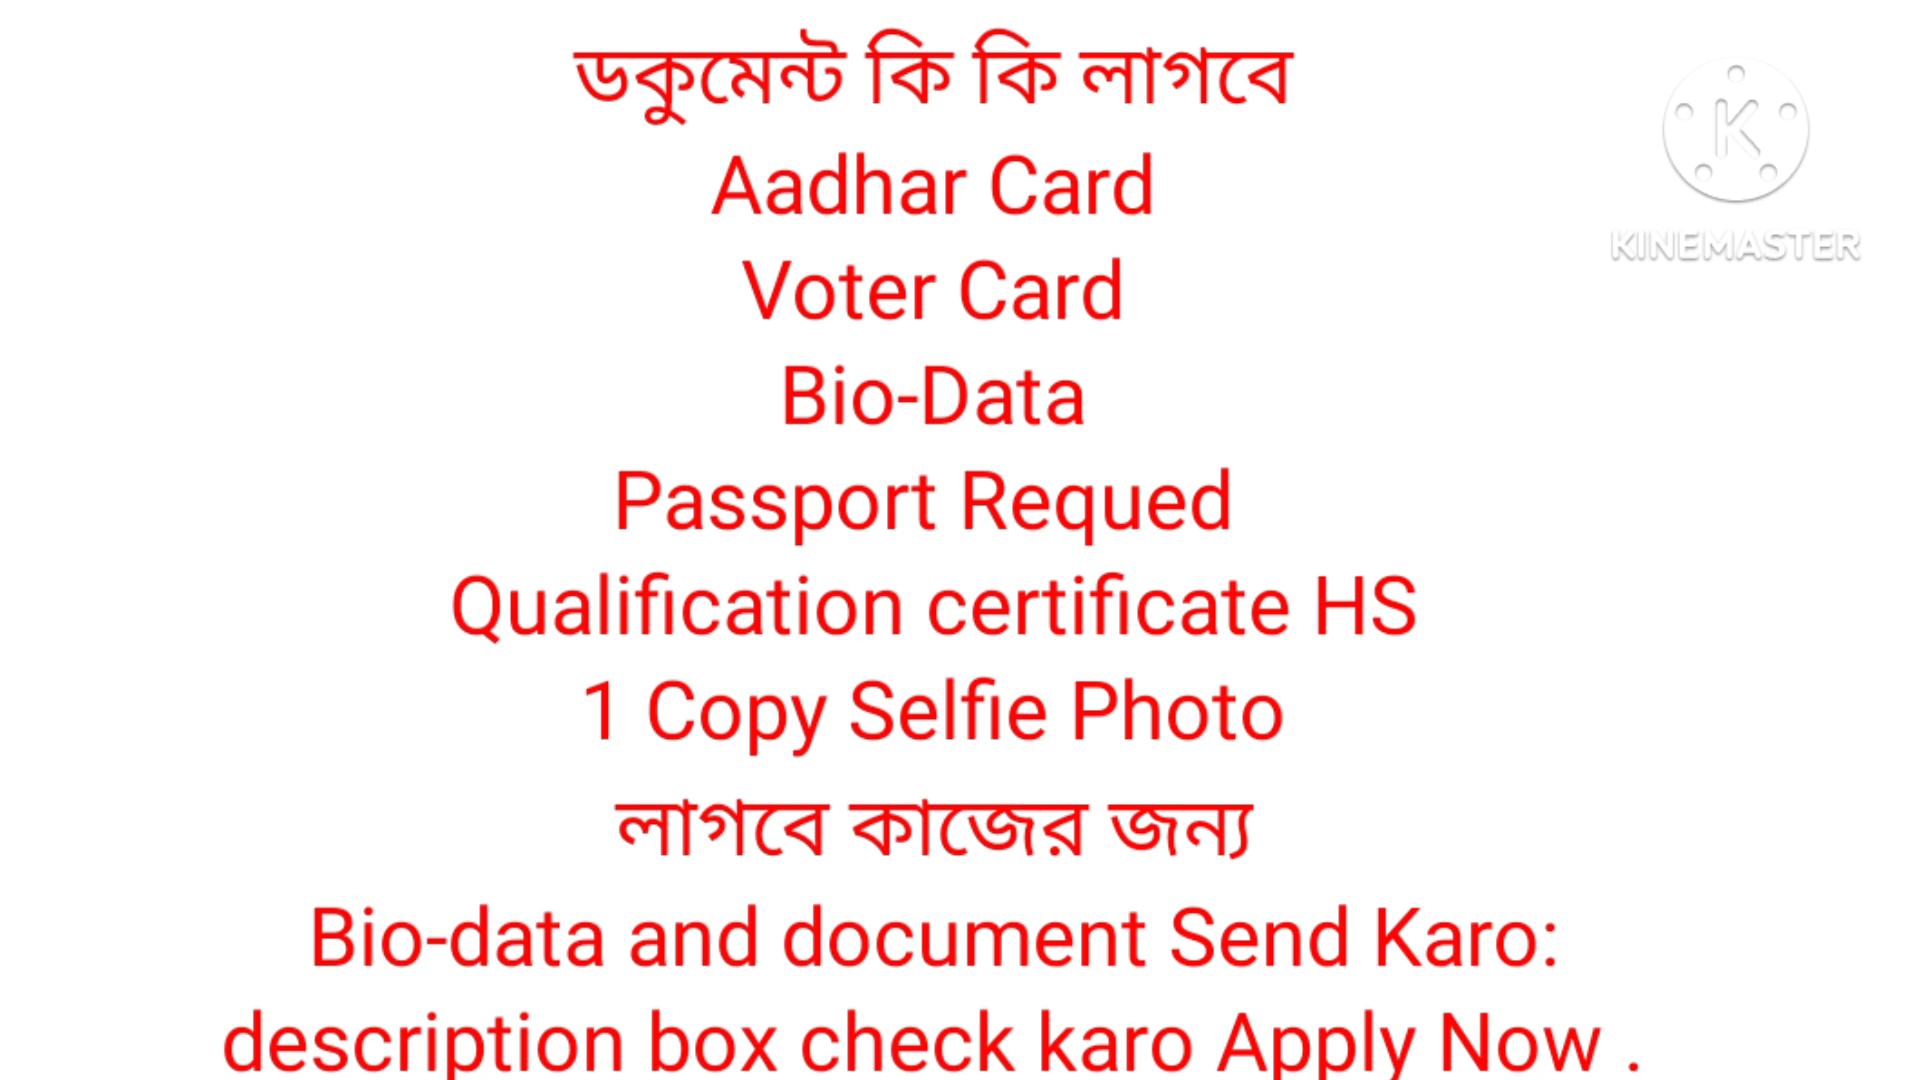 ডকুমেন্ট কি কি লাগবে
Aadhar Card
Voter Card
Bio-Data
Passport Requed
Qualification certificate HS
1 Copy Selfie Photo
লাগবে কাজের জন্য
Bio-data and document Send Karo:
description box check karo Apply Now .
K
KINEMASTER